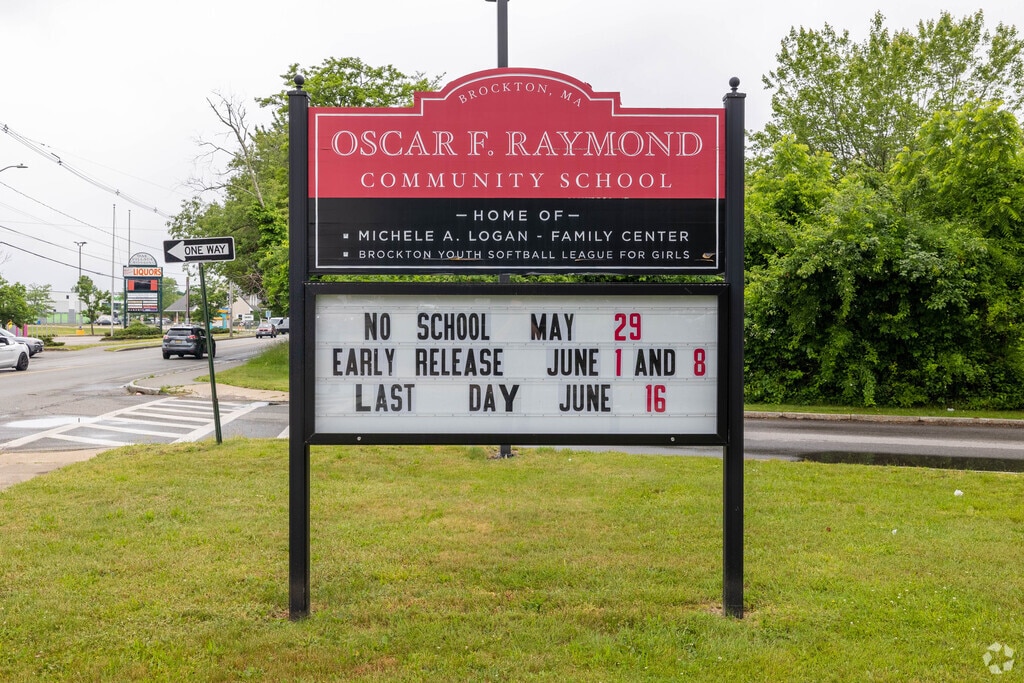 BROCKTON, MA
OSCAR F. RAYMOND
COMMUNITY SCHOOL
– HOME OF –
MICHELE A. LOGAN - FAMILY CENTER
BROCKTON YOUTH SOFTBALL LEAGUE FOR GIRLS
ONE WAY
LIQUORS
NO SCHOOL MAY 29
EARLY RELEASE JUNE 1 AND 8
LAST DAY JUNE 16